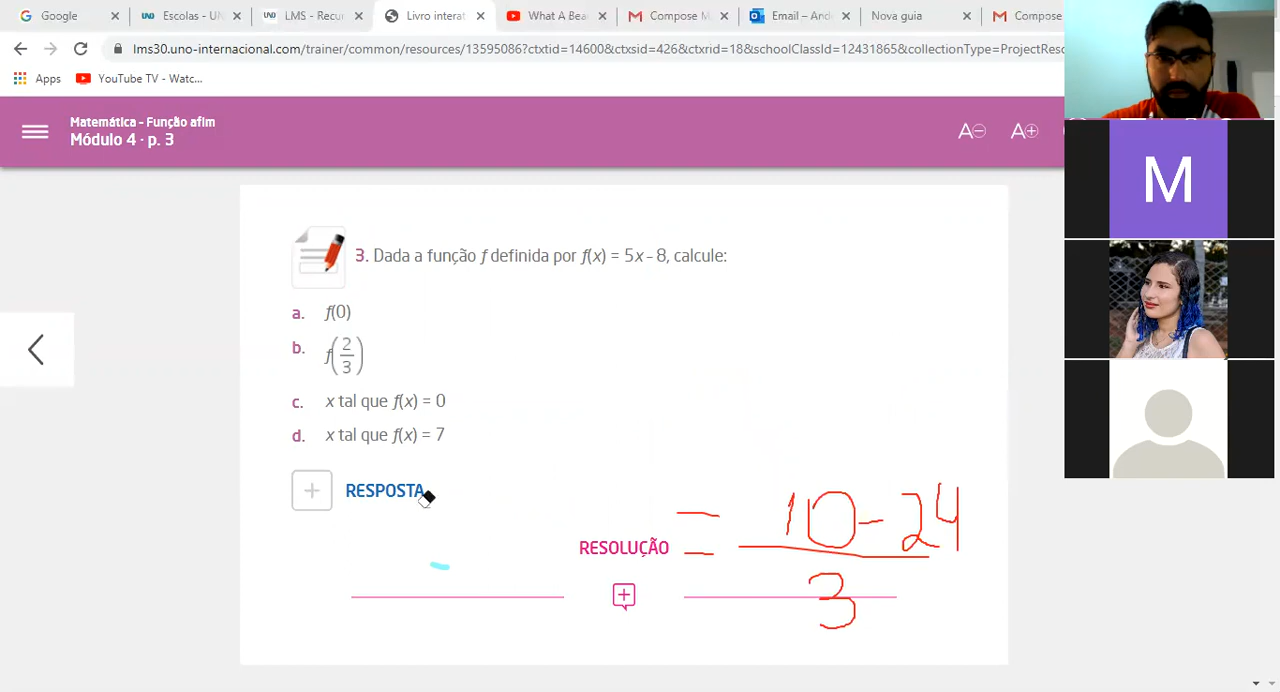 Google
Escolas - UN
LMS - Recu
Livro interat
What A Bea
Compose M
Email – And
Nova guia
Compose
lms30.uno-internacional.com/trainer/common/resources/13595086?ctxtid=14600&ctxsid=426&ctxrid=18&schoolClassId=12431865&collectionType=ProjectReso
Apps
YouTube TV - Watc...
Matemática - Função afim
Módulo 4 · p. 3
A- A+
M
3. Dada a função f definida por f(x) = 5x – 8, calcule:
a. f(0)
b. f(2/3)
c. x tal que f(x) = 0
d. x tal que f(x) = 7
+ RESPOSTA
= 10 - 24
3
RESOLUÇÃO
+